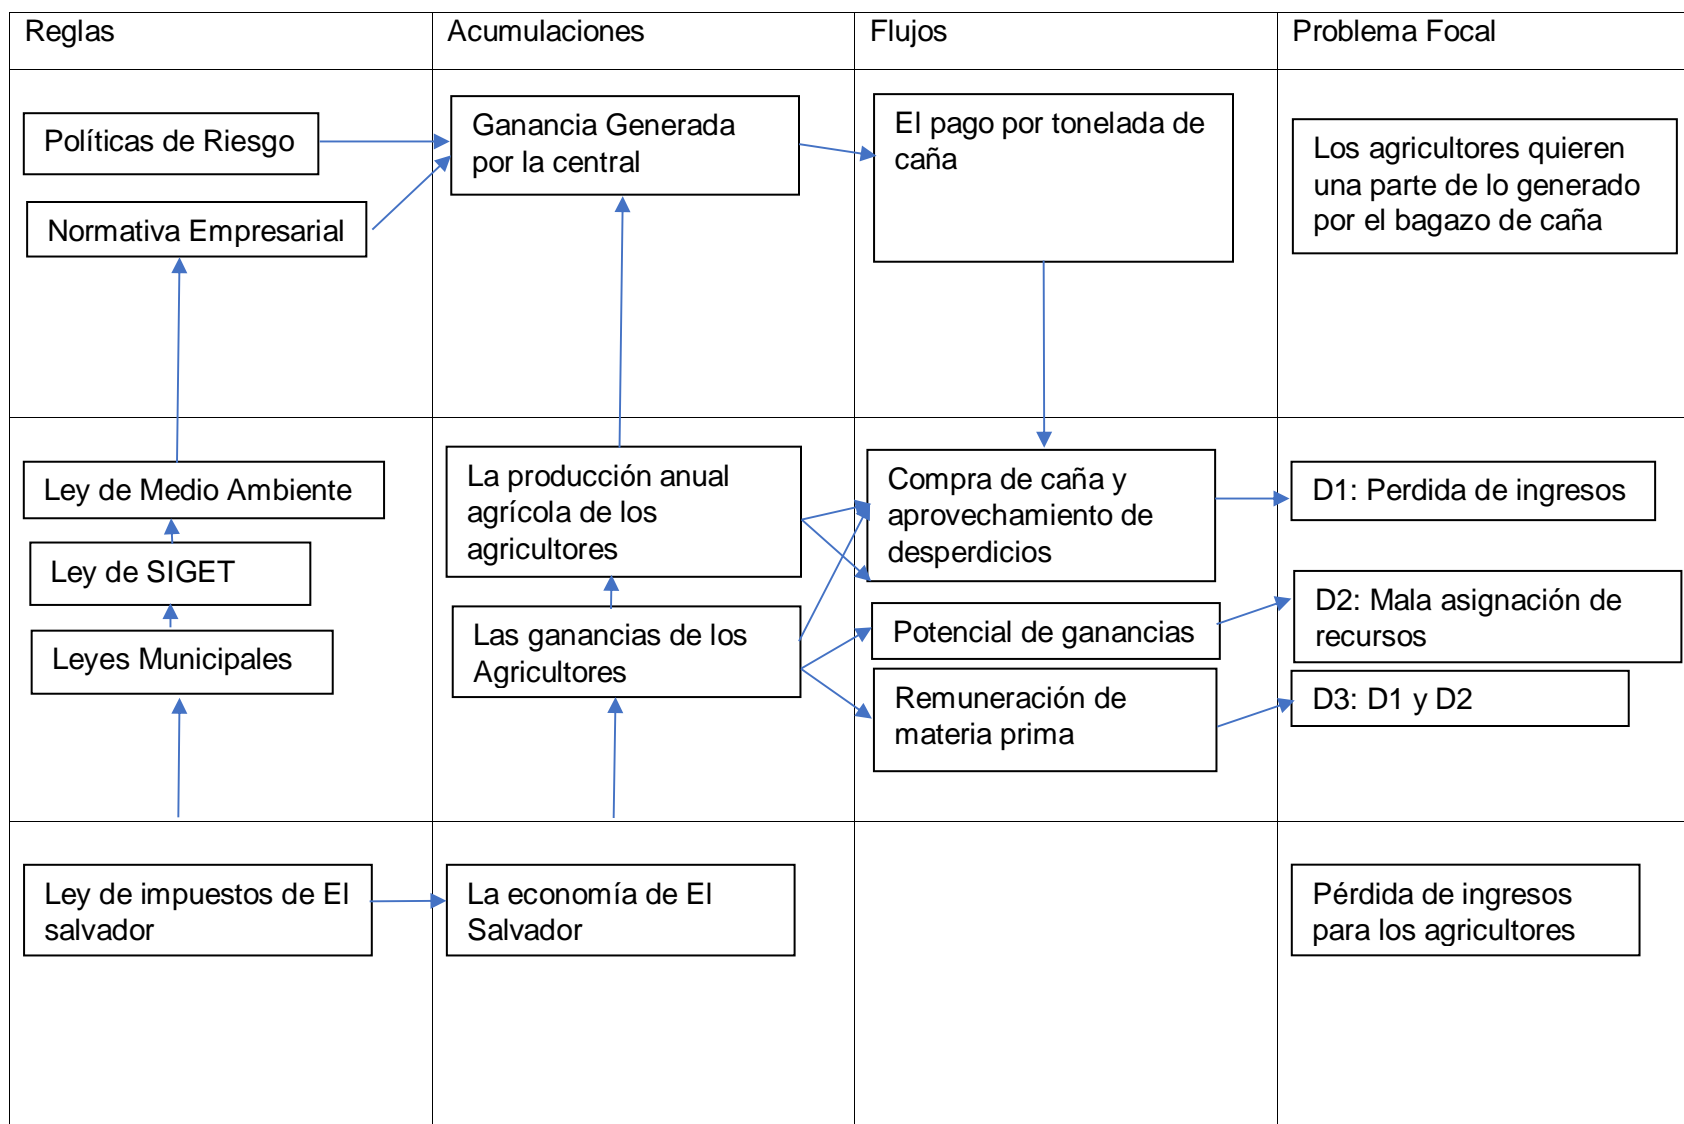 Reglas
Acumulaciones
Flujos
Problema Focal
Políticas de Riesgo
Normativa Empresarial
Ganancia Generada
por la central
El pago por tonelada de
caña
Los agricultores quieren
una parte de lo generado
por el bagazo de caña
Ley de Medio Ambiente
Ley de SIGET
Leyes Municipales
La producción anual
agrícola de los
agricultores
Las ganancias de los
Agricultores
Compra de caña y
aprovechamiento de
desperdicios
Potencial de ganancias
Remuneración de
materia prima
D1: Perdida de ingresos
D2: Mala asignación de
recursos
D3: D1 y D2
Ley de impuestos de El
salvador
La economía de El
Salvador
Pérdida de ingresos
para los agricultores